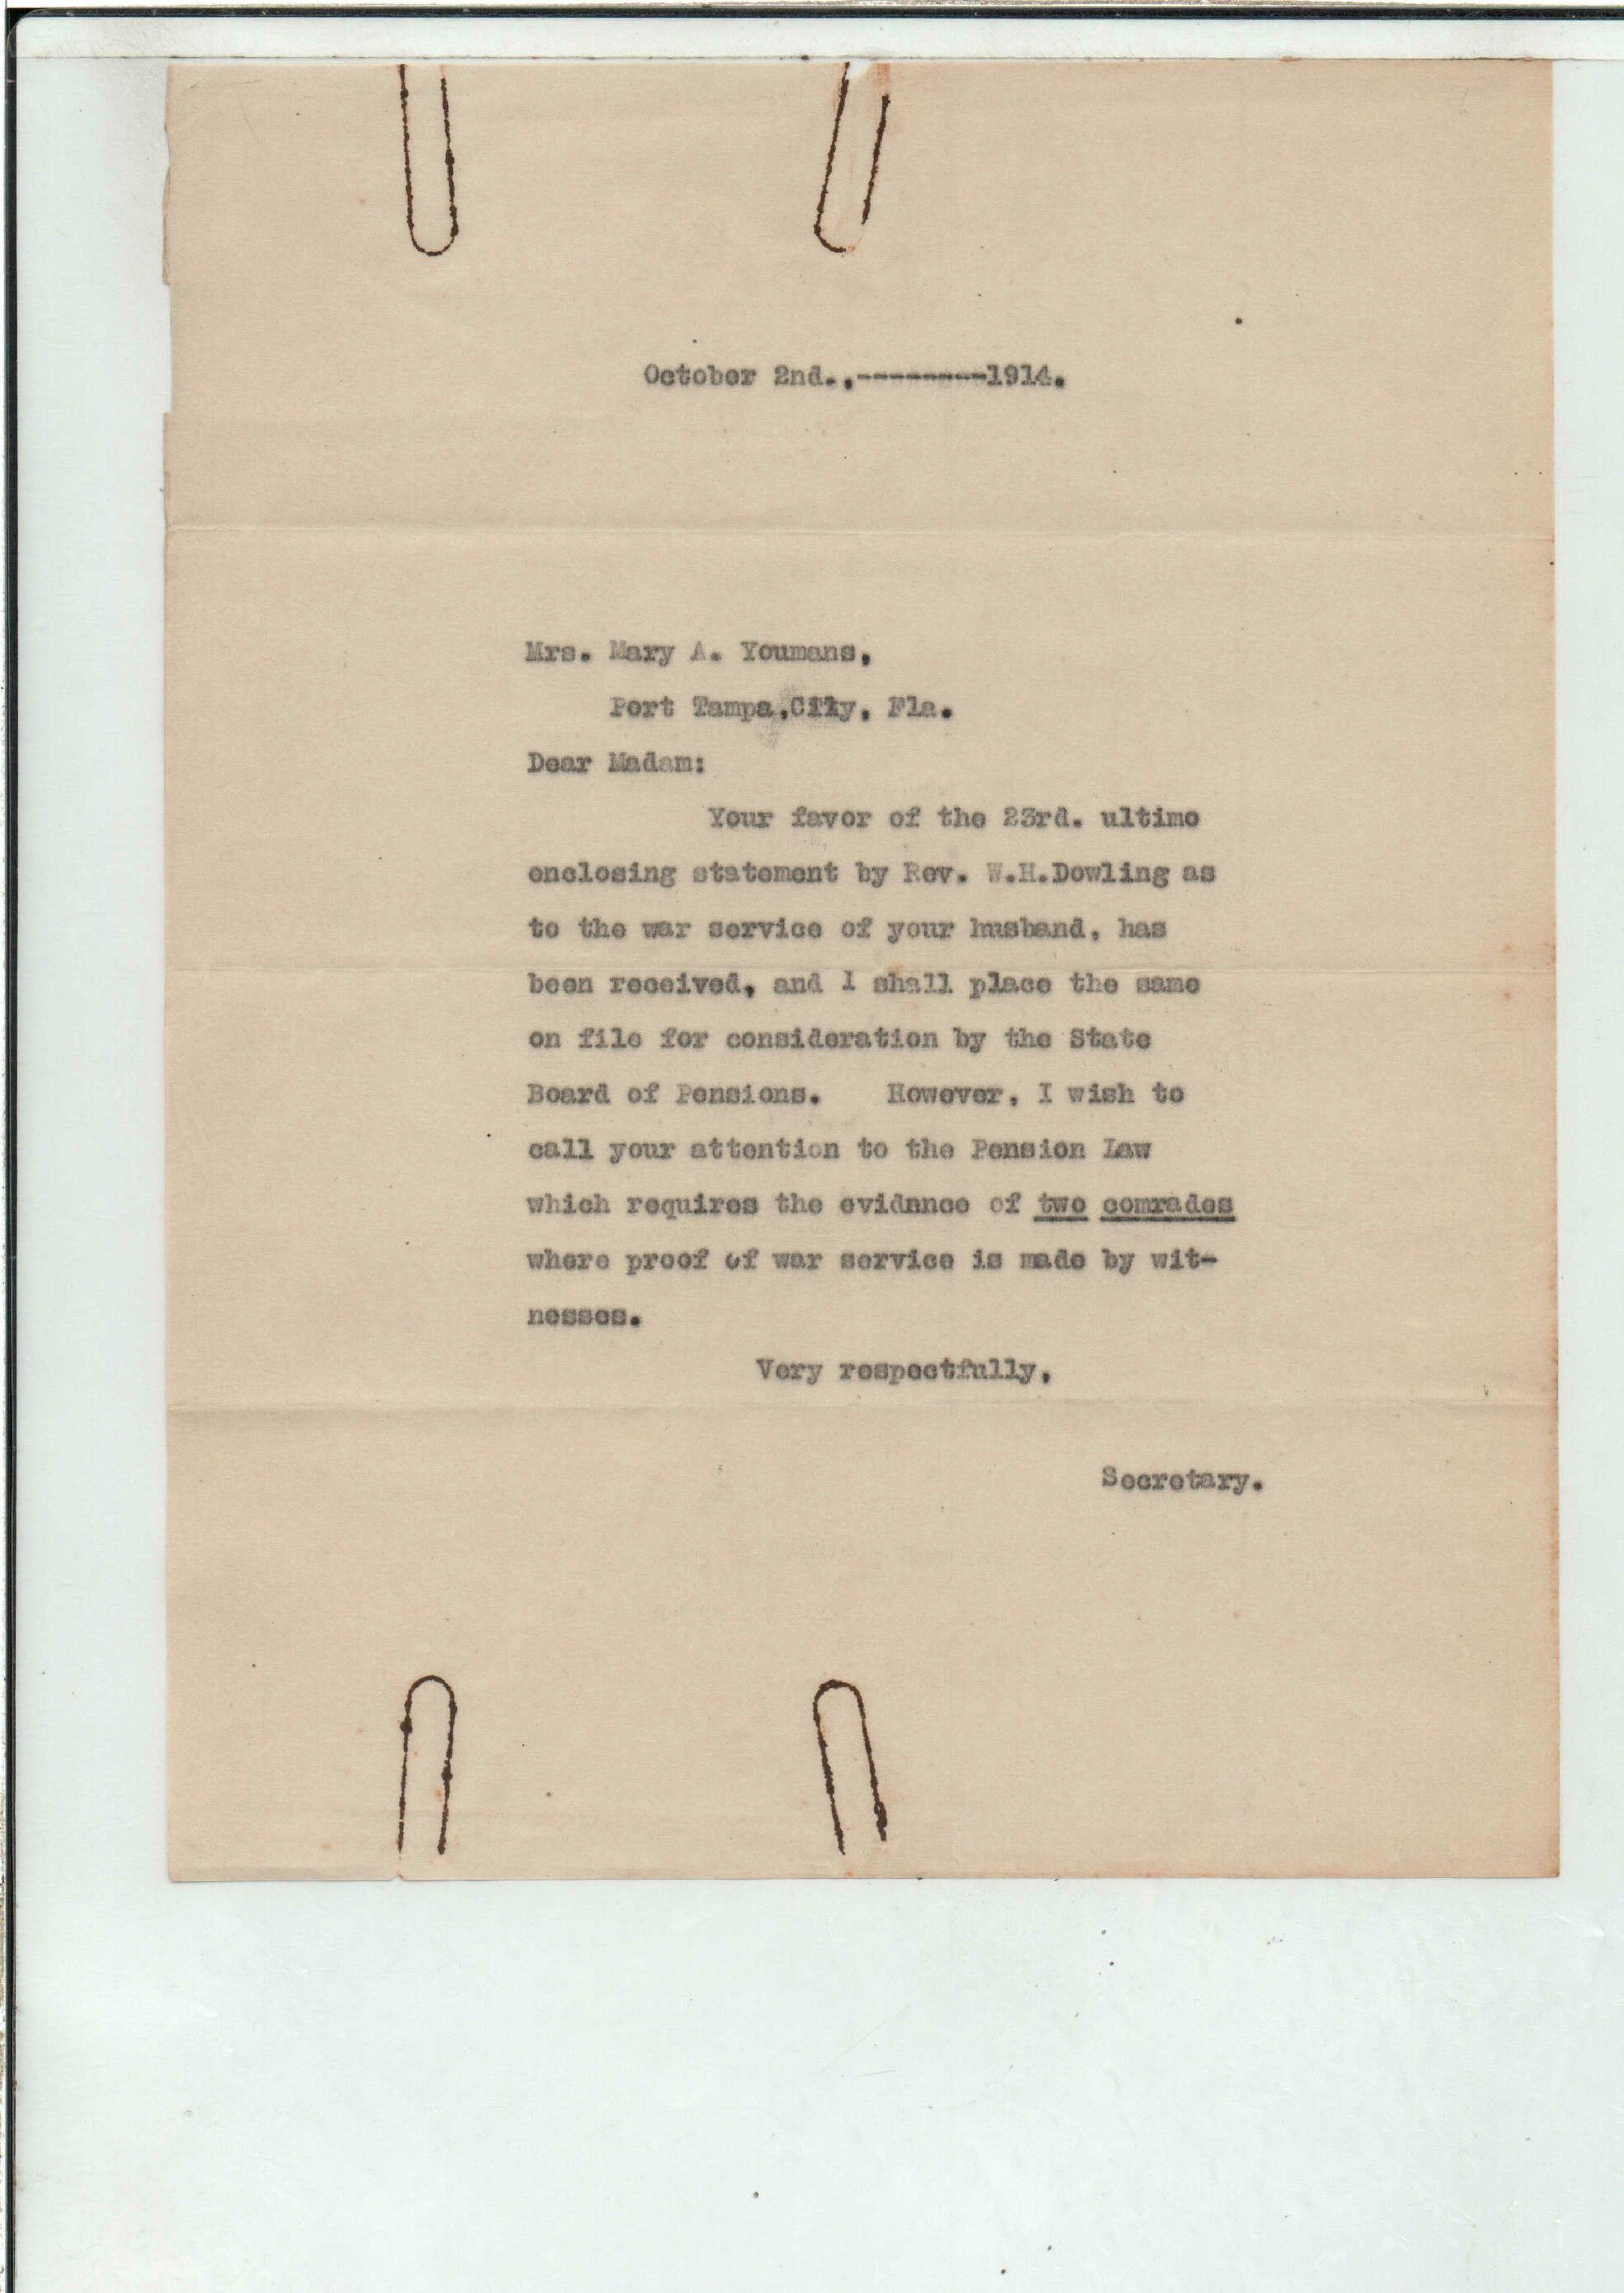 October 2nd.,--------1914.
Mrs. Mary A. Youmans,
Port Tampa,City, Fla.
Dear Madam:
Your favor of the 23rd. ultimo
enclosing statement by Rev. W.H.Dowling as
to the war service of your husband, has
been received, and I shall place the same
on file for consideration by the State
Board of Pensions. However, I wish to
call your attention to the Pension Law
which requires the evidnnce of two comrades
where proof of war service is made by wit-
nesses.
Very respectfully,
Secretary.